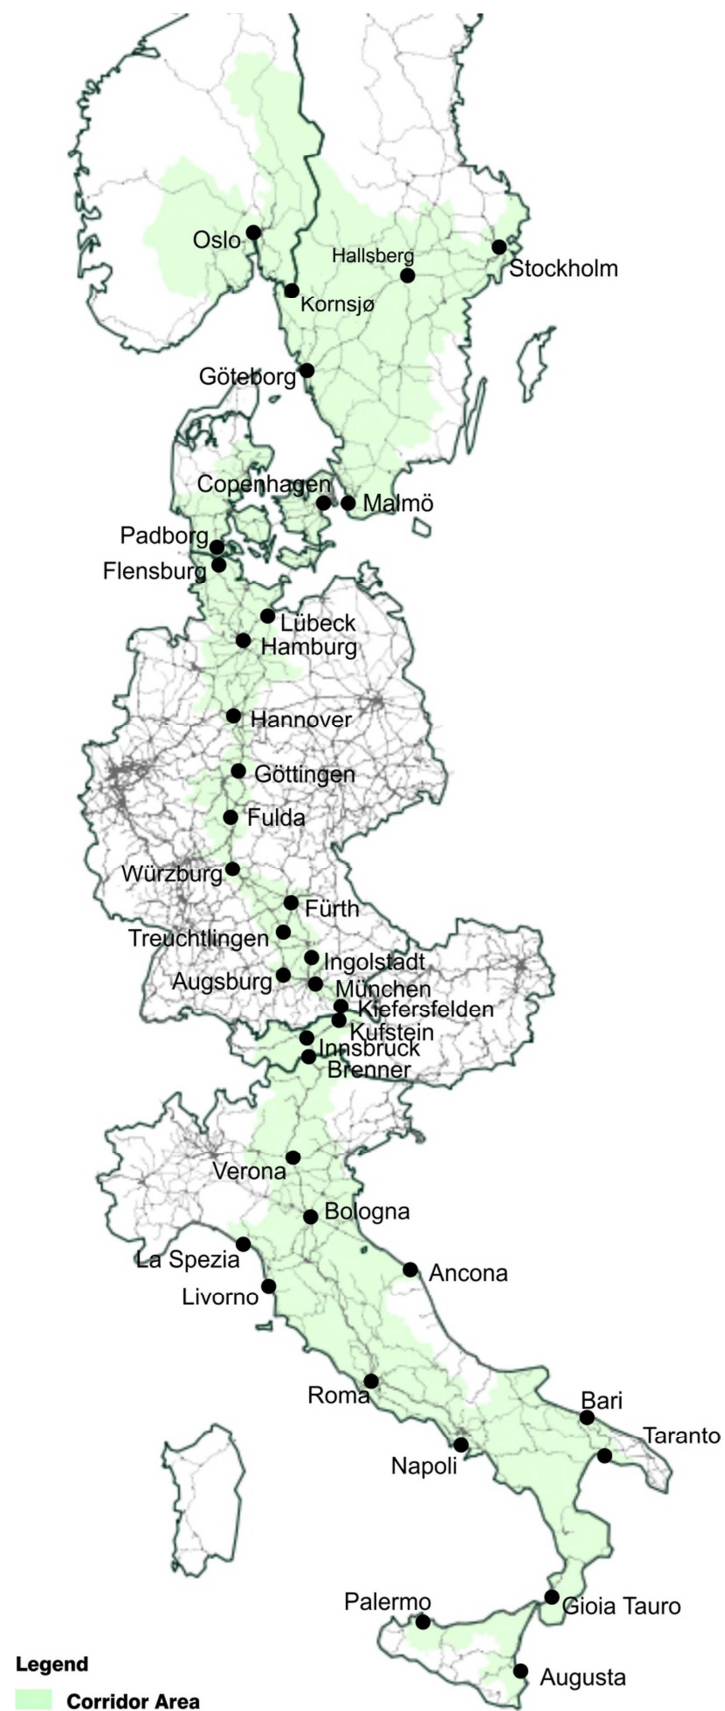 Oslo
Hallsberg
Stockholm
Kornsjø
Göteborg
Copenhagen
Malmö
Padborg
Flensburg
Lübeck
Hamburg
Hannover
Göttingen
Fulda
Würzburg
Fürth
Treuchtlingen
Ingolstadt
Augsburg
München
Kiefersfelden
Kufstein
Innsbruck
Brenner
Verona
Bologna
La Spezia
Ancona
Livorno
Roma
Bari
Taranto
Napoli
Palermo
Gioia Tauro
Legend
Augusta
Corridor Area